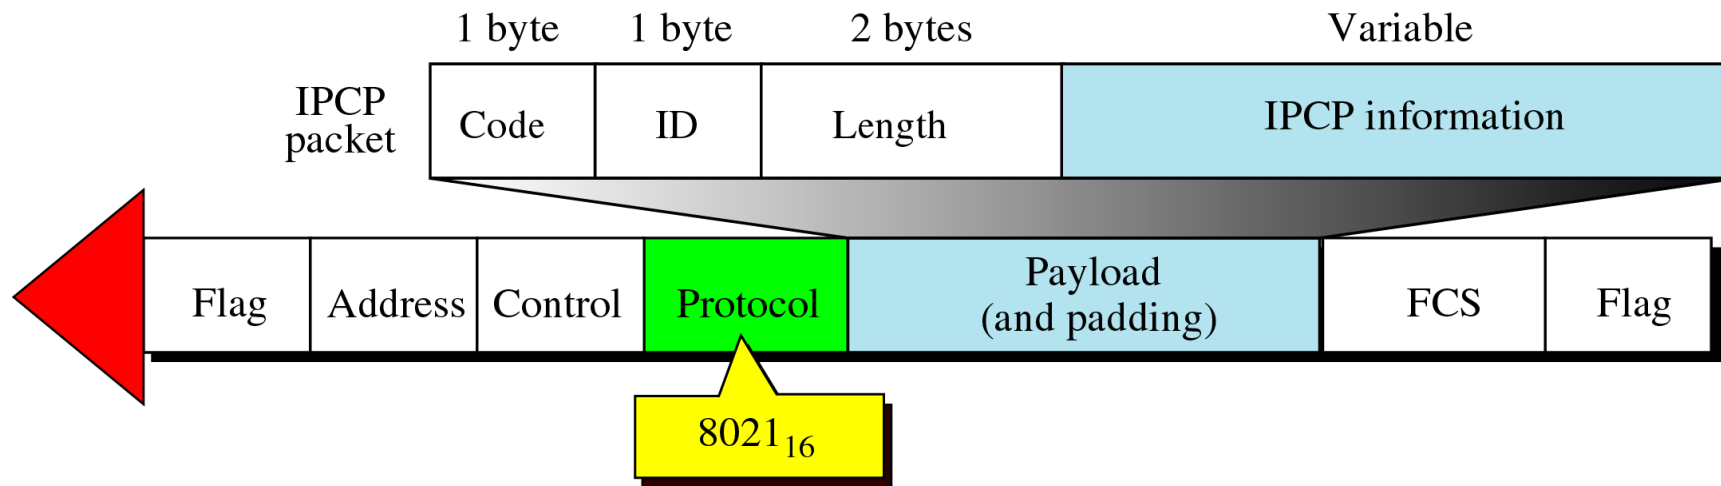 1 byte 1 byte 2 bytes Variable
IPCP
packet
Code ID Length IPCP information
Flag Address Control Protocol Payload
(and padding) FCS Flag
8021₁₆